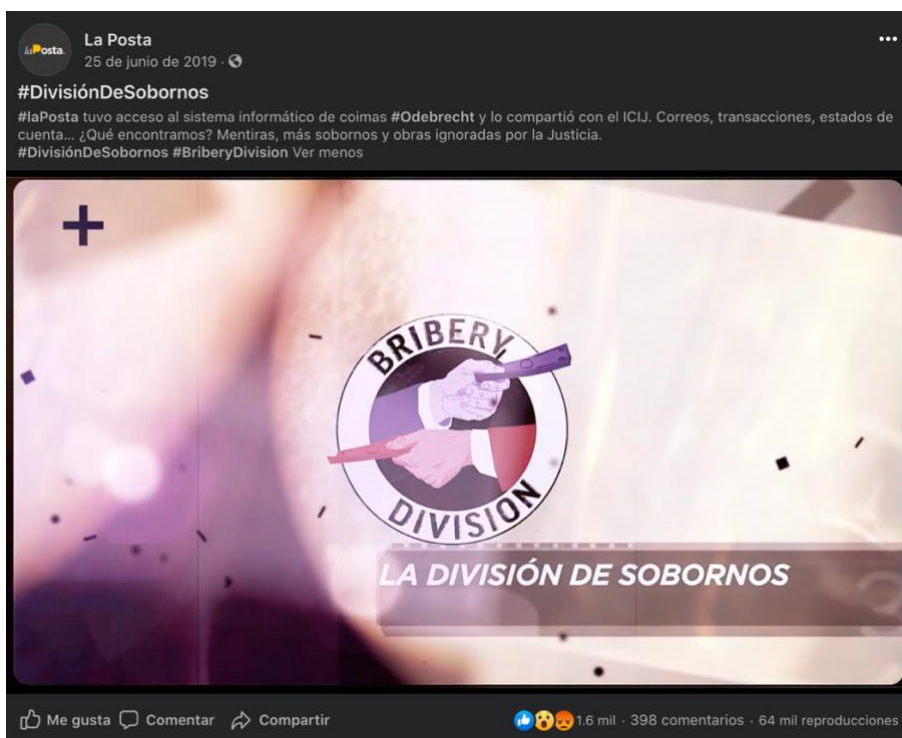 laPosta.
La Posta
25 de junio de 2019 ·
#DivisiónDeSobornos
#laPosta tuvo acceso al sistema informático de coimas #Odebrecht y lo compartió con el ICIJ. Correos, transacciones, estados de
cuenta... ¿Qué encontramos? Mentiras, más sobornos y obras ignoradas por la Justicia.
#DivisiónDeSobornos #BriberyDivision Ver menos
BRIBERY
DIVISION
LA DIVISIÓN DE SOBORNOS
Me gusta Comentar Compartir 1.6 mil · 398 comentarios · 64 mil reproducciones